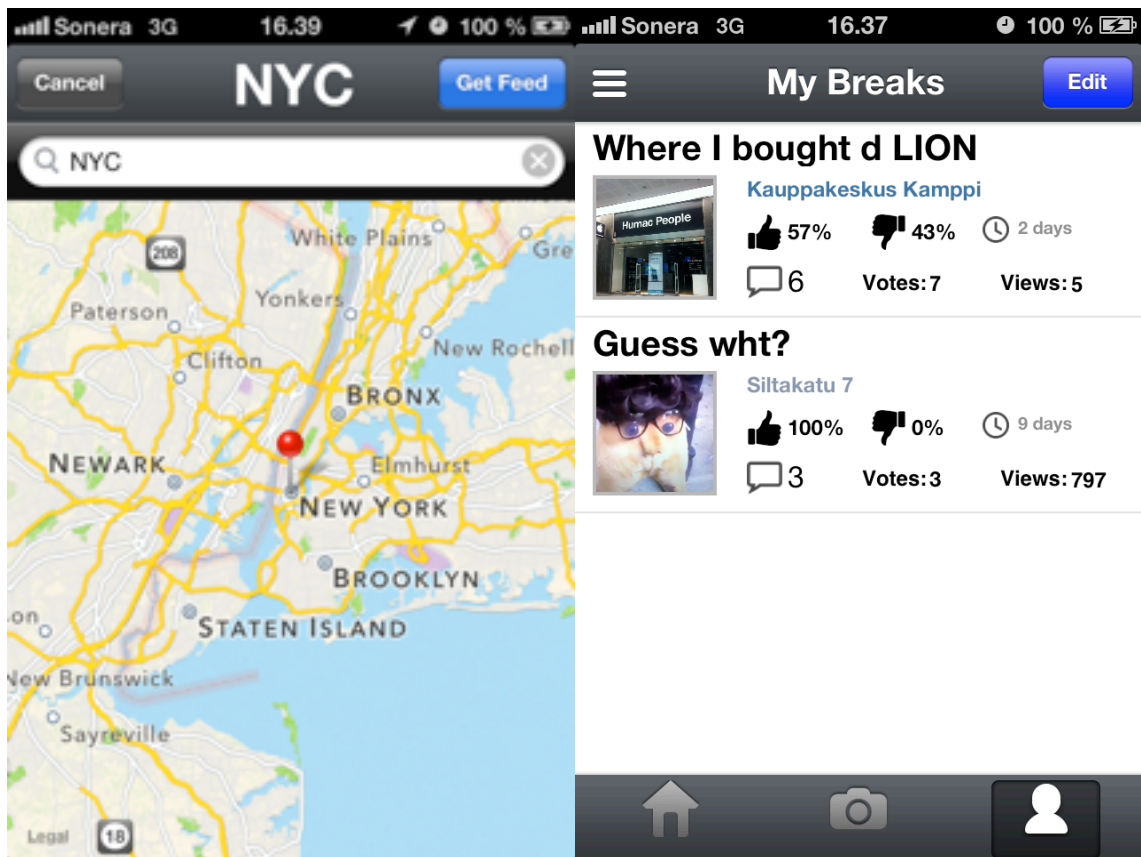 Sonera 3G 16.39 100 %
Cancel NYC Get Feed
NYC
208
White Plains
Gre
Paterson
Yonkers
Clifton
New Rochell
BRONX
NEWARK
Elmhurst
NEW YORK
BROOKLYN
on
STATEN ISLAND
New Brunswick
Sayreville
Legal 18
Sonera 3G 16.37 100 %
My Breaks Edit
Where I bought d LION
Humac People
Kauppakeskus Kamppi
57% 43% 2 days
6 Votes: 7 Views: 5
Guess wht?
Siltakatu 7
100% 0% 9 days
3 Votes: 3 Views: 797